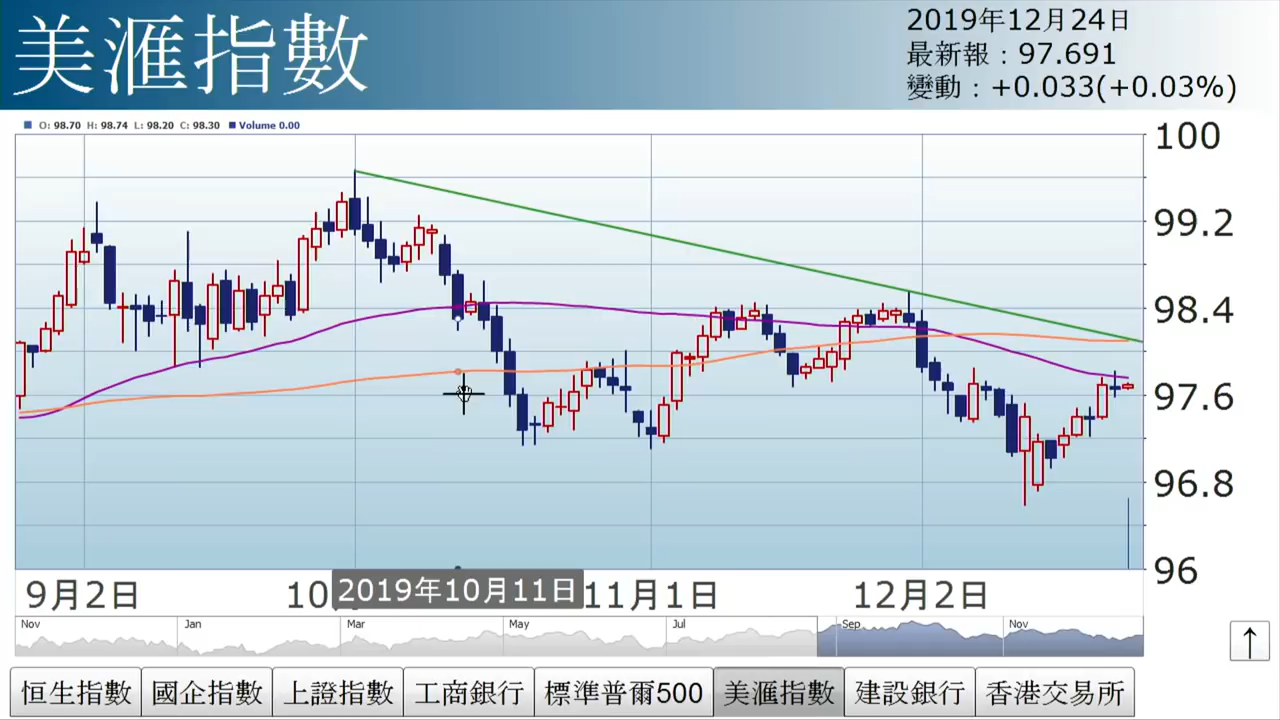 美滙指數
2019年12月24日
最新報：97.691
變動：+0.033(+0.03%)
O: 98.70 H: 98.74 L: 98.20 C: 98.30 Volume 0.00
100
99.2
98.4
97.6
96.8
96
9月2日 10 2019年10月11日 11月1日 12月2日
Nov Jan Mar May Jul Sep Nov
↑
恒生指數 國企指數 上證指數 工商銀行 標準普爾500 美滙指數 建設銀行 香港交易所